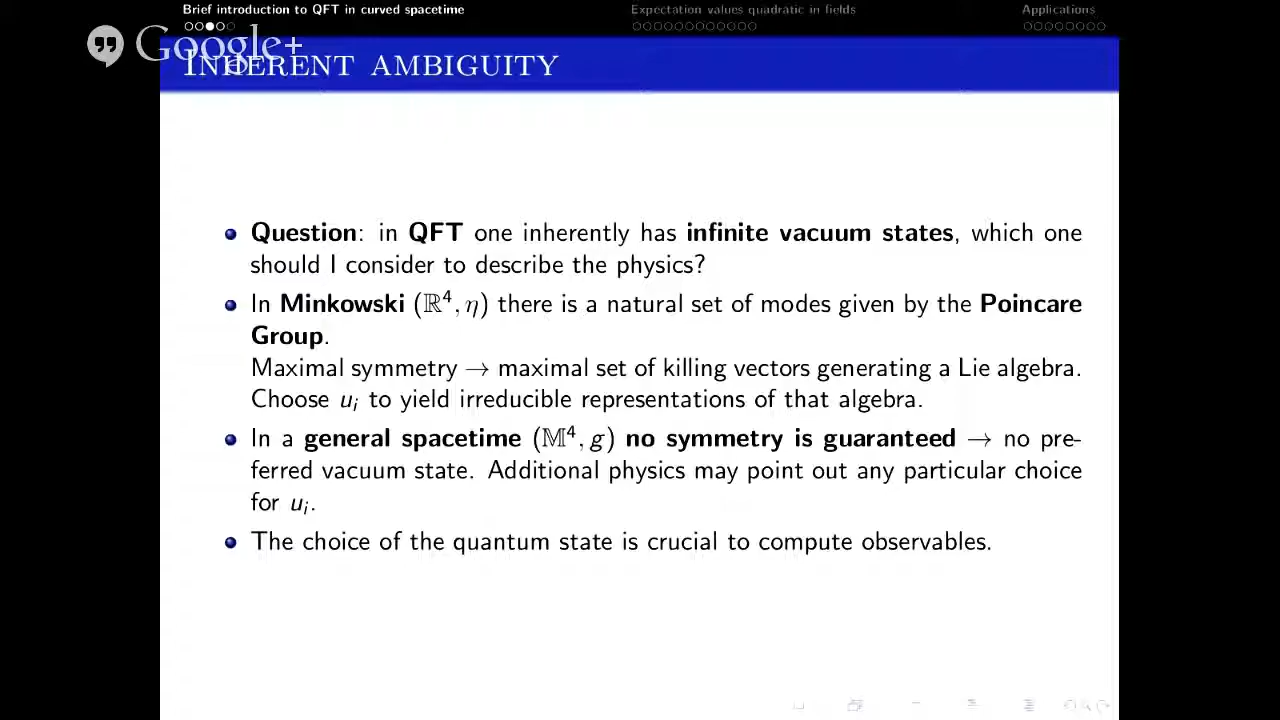 Brief introduction to QFT in curved spacetime Expectation values quadratic in fields Applications
Google+
Inherent ambiguity
Question: in QFT one inherently has infinite vacuum states, which one
should I consider to describe the physics?
In Minkowski (ℝ⁴, η) there is a natural set of modes given by the Poincare
Group.
Maximal symmetry → maximal set of killing vectors generating a Lie algebra.
Choose uᵢ to yield irreducible representations of that algebra.
In a general spacetime (𝕄⁴, g) no symmetry is guaranteed → no pre-
ferred vacuum state. Additional physics may point out any particular choice
for uᵢ.
The choice of the quantum state is crucial to compute observables.